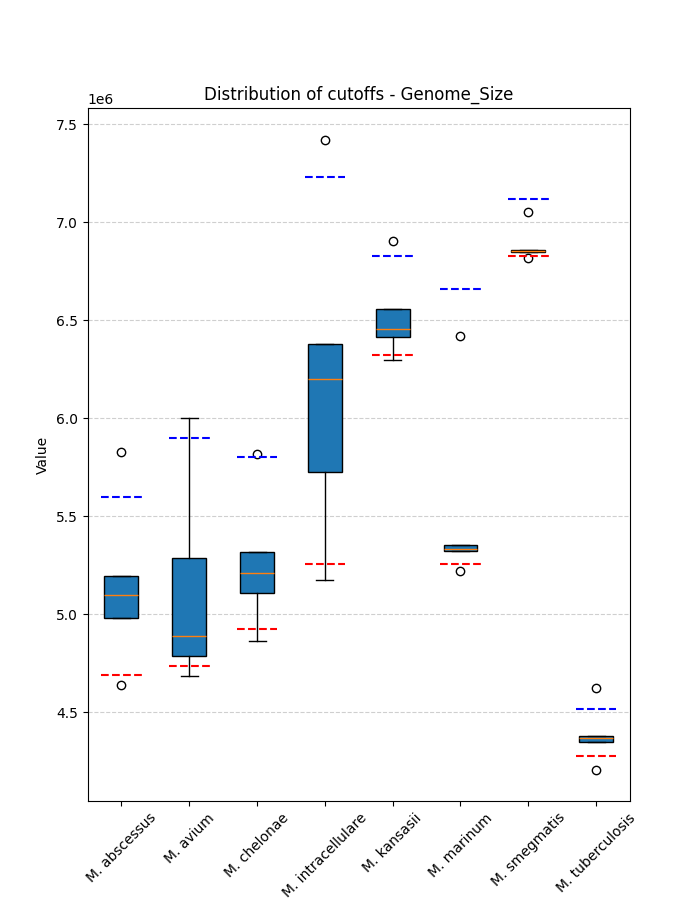 Distribution of cutoffs - Genome_Size
1e6
7.5
7.0
6.5
6.0
5.5
5.0
4.5
Value
M. abscessus
M. avium
M. chelonae
M. intracellulare
M. kansasii
M. marinum
M. smegmatis
M. tuberculosis